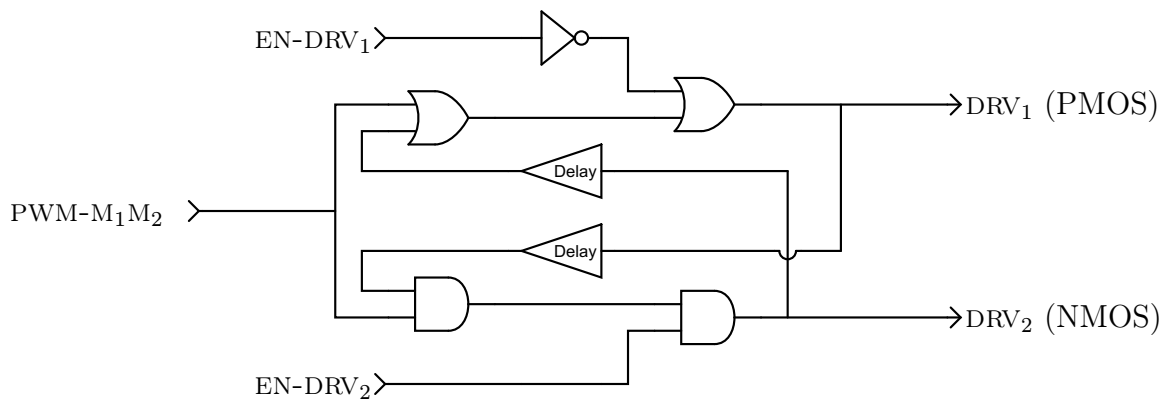 EN-DRV₁
DRV₁ (PMOS)
Delay
PWM-M₁M₂
Delay
DRV₂ (NMOS)
EN-DRV₂